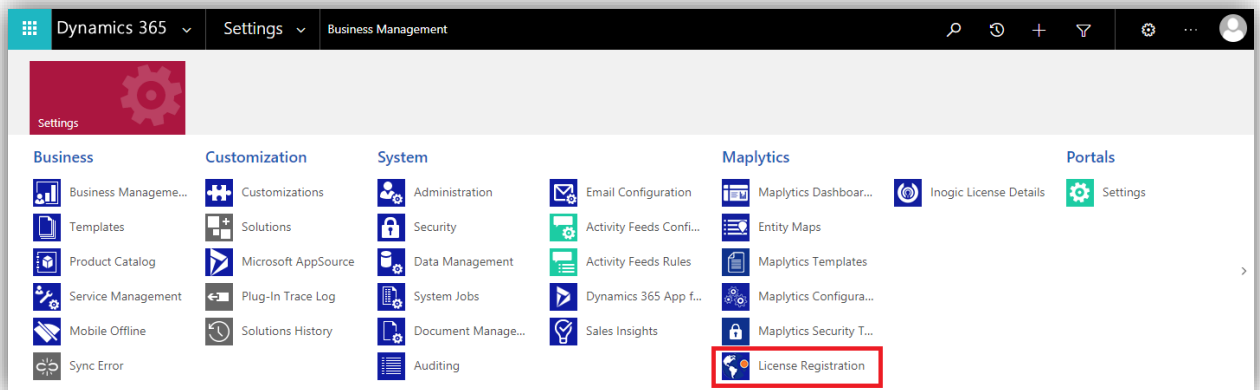 Dynamics 365 Settings Business Management
Settings
Business Customization System Maplytics Portals
Business Manageme... Customizations Administration Email Configuration Maplytics Dashboar... Inogic License Details Settings
Templates Solutions Security Activity Feeds Confi... Entity Maps
Product Catalog Microsoft AppSource Data Management Activity Feeds Rules Maplytics Templates
Service Management Plug-In Trace Log System Jobs Dynamics 365 App f... Maplytics Configura...
Mobile Offline Solutions History Document Manage... Sales Insights Maplytics Security T...
Sync Error Auditing License Registration